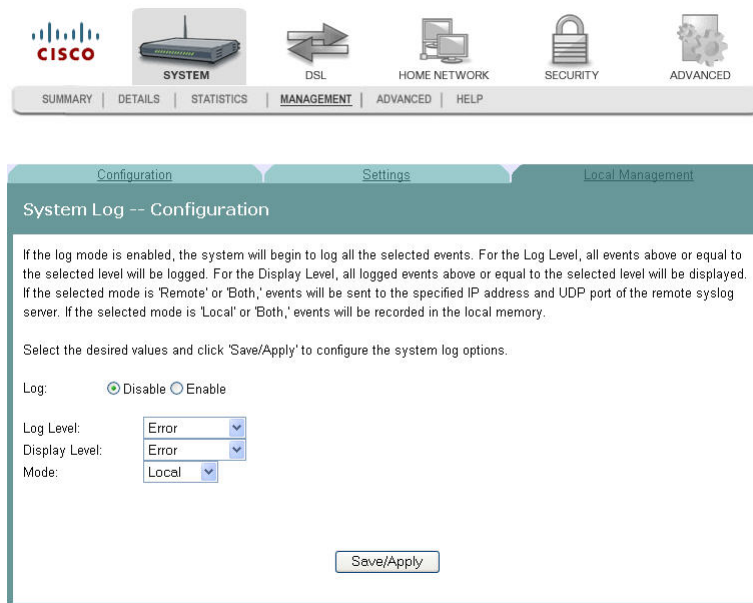 CISCO
SYSTEM
DSL
HOME NETWORK
SECURITY
ADVANCED
SUMMARY | DETAILS | STATISTICS | MANAGEMENT | ADVANCED | HELP
Configuration
Settings
Local Management
System Log -- Configuration
If the log mode is enabled, the system will begin to log all the selected events. For the Log Level, all events above or equal to
the selected level will be logged. For the Display Level, all logged events above or equal to the selected level will be displayed.
If the selected mode is 'Remote' or 'Both,' events will be sent to the specified IP address and UDP port of the remote syslog
server. If the selected mode is 'Local' or 'Both,' events will be recorded in the local memory.
Select the desired values and click 'Save/Apply' to configure the system log options.
Log: Disable Enable
Log Level: Error
Display Level: Error
Mode: Local
Save/Apply